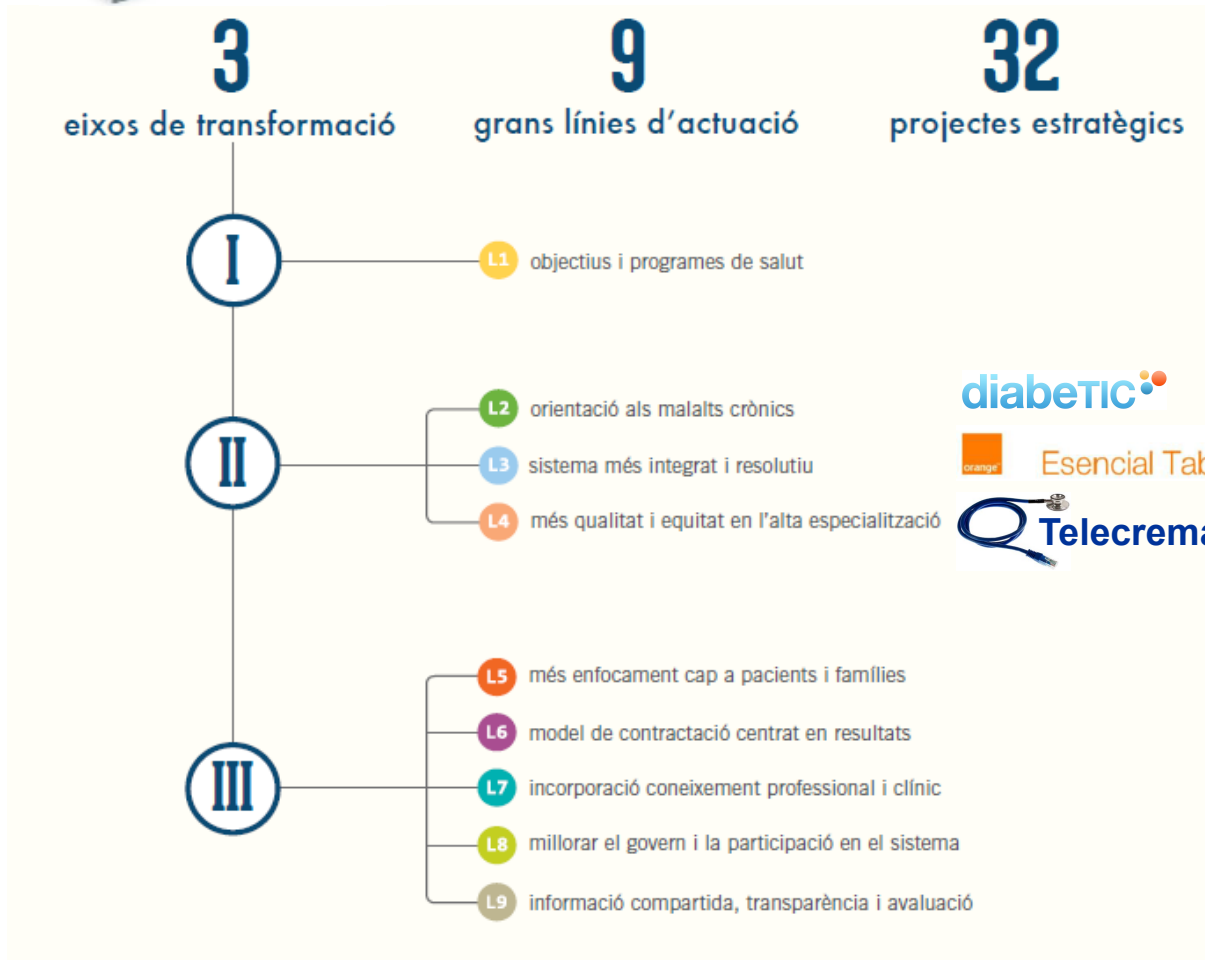 3
9
32
eixos de transformació
grans línies d'actuació
projectes estratègics
I
L1 objectius i programes de salut
II
L2 orientació als malalts crònics
L3 sistema més integrat i resolutiu
L4 més qualitat i equitat en l'alta especialització
diabeTIC
orange
Esencial Tab
Telecrema
III
L5 més enfocament cap a pacients i famílies
L6 model de contractació centrat en resultats
L7 incorporació coneixement professional i clínic
L8 millorar el govern i la participació en el sistema
L9 informació compartida, transparència i avaluació